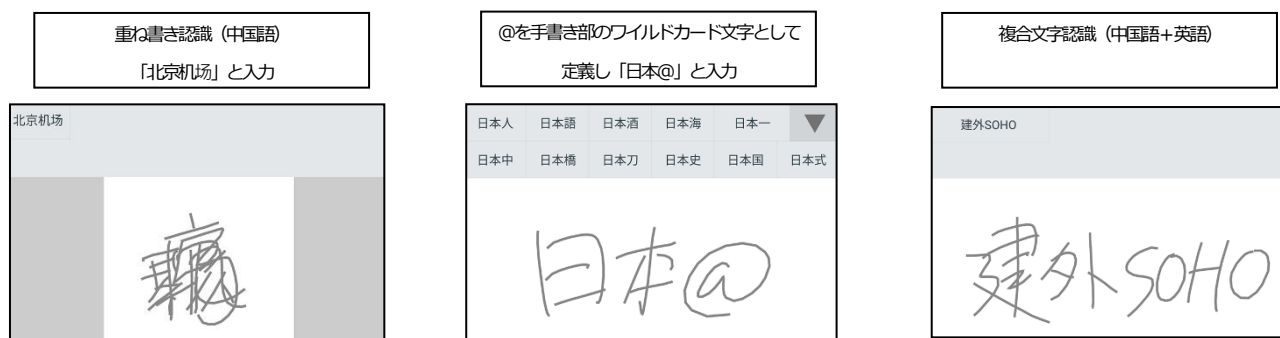 重ね書き認識（中国語）
「北京机场」と入力
北京机场
@を手書き部のワイルドカード文字として
定義し「日本@」と入力
日本人 日本語 日本酒 日本海 日本一 ▼
日本中 日本橋 日本刀 日本史 日本国 日本式
日本@
複合文字認識（中国語+英語）
建外SOHO
建外SOHO